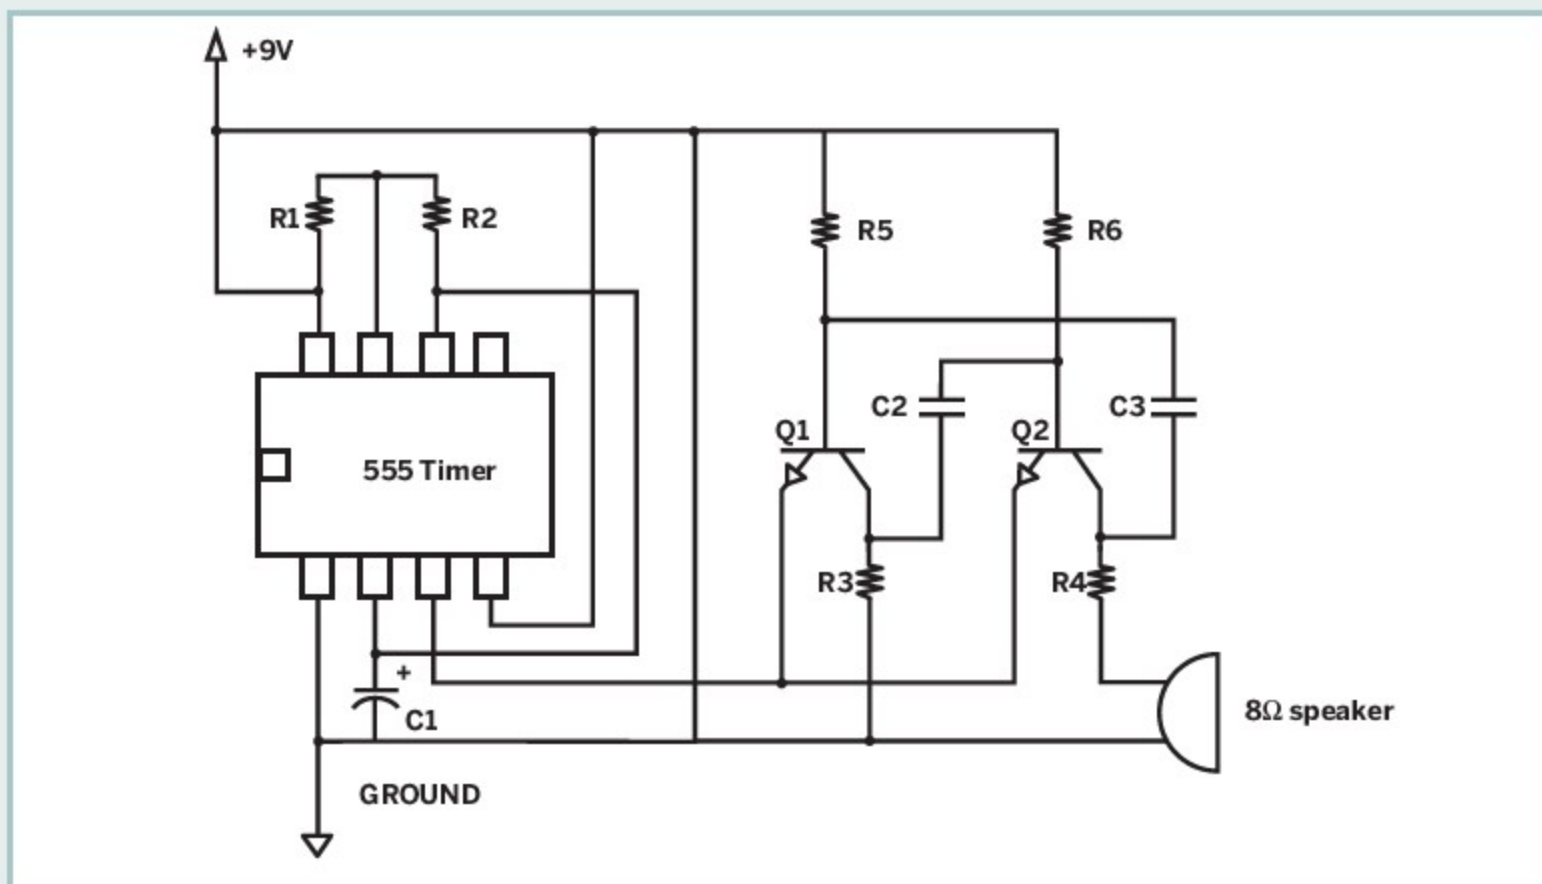 +9V
R1
R2
R5
R6
C2
C3
Q1
Q2
555 Timer
R3
R4
+
C1
8Ω speaker
GROUND